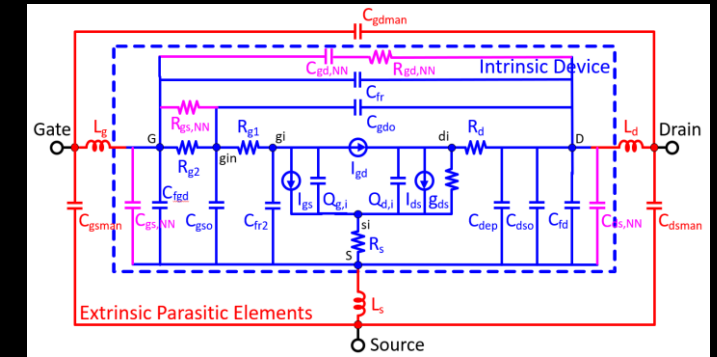 Cgdman
Cgd,NN Rgd,NN Intrinsic Device
Cfr
Rgs,NN
Cgdo
Gate Lg G Rg1 gi di Rd D Ld Drain
gin
Rg2
Igd
Cfgd
Igs Qg,i Qd,i Ids gds
Cgsman Cgs,NN Cgso Cfr2 si Cdep Cdso Cfd Cds,NN Cdsman
Rs
S
Extrinsic Parasitic Elements Ls
Source